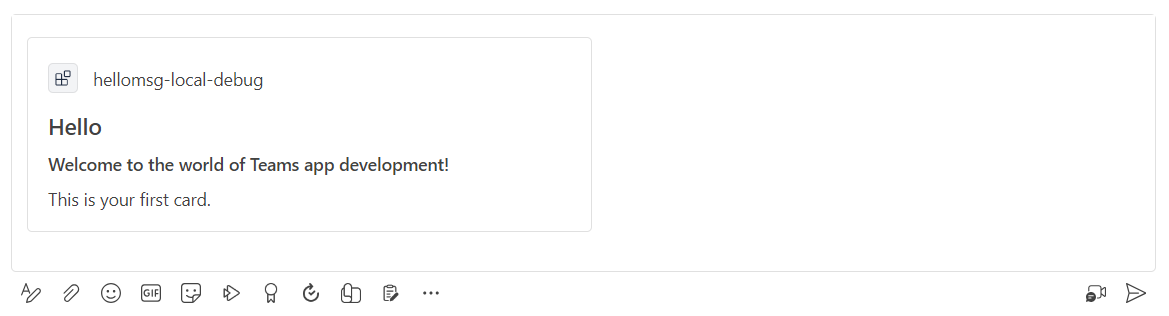 hellomsg-local-debug
Hello
Welcome to the world of Teams app development!
This is your first card.
GIF